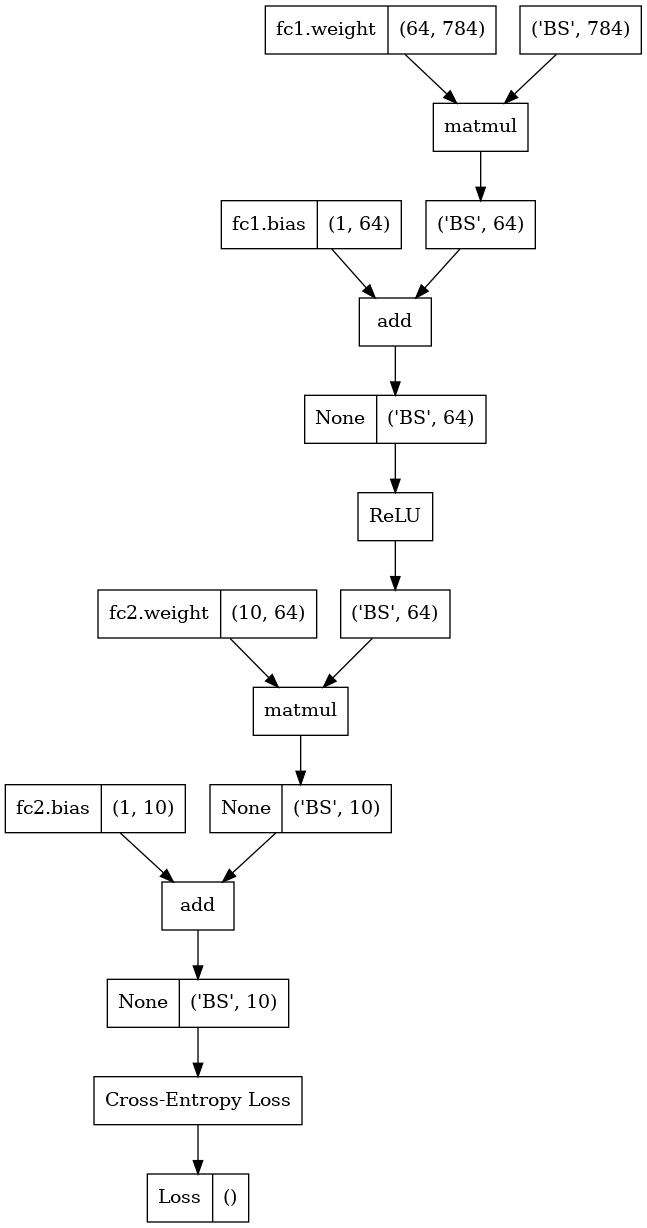 fc1.weight (64, 784) ('BS', 784)
matmul
fc1.bias (1, 64) ('BS', 64)
add
None ('BS', 64)
ReLU
fc2.weight (10, 64) ('BS', 64)
matmul
fc2.bias (1, 10) None ('BS', 10)
add
None ('BS', 10)
Cross-Entropy Loss
Loss ()